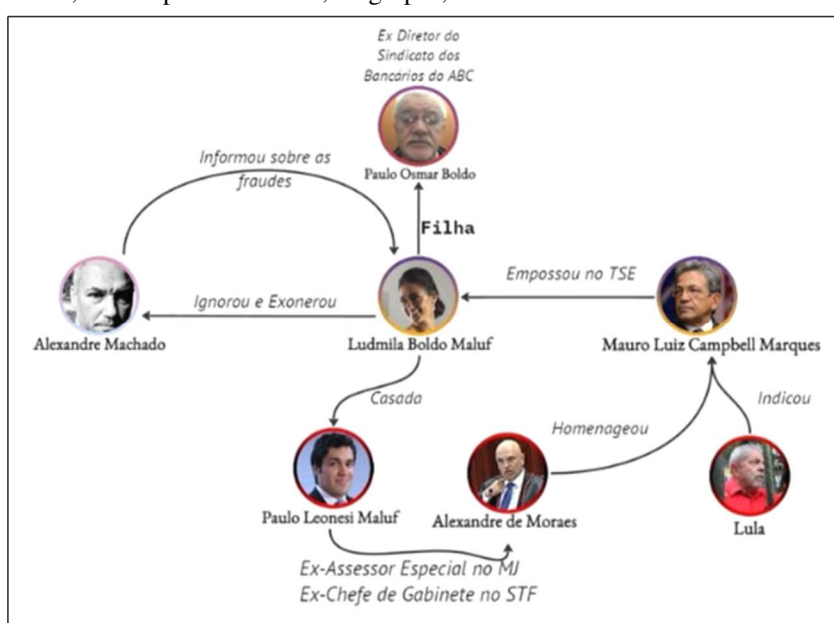 Ex Diretor do
Sindicato dos
Bancários do ABC
Paulo Osmar Boldo
Informou sobre as
fraudes
Filha
Empossou no TSE
Ignorou e Exonerou
Alexandre Machado
Ludmila Boldo Maluf
Mauro Luiz Campbell Marques
Casada
Indicou
Homenageou
Paulo Leonesi Maluf
Alexandre de Moraes
Lula
Ex-Assessor Especial no MJ
Ex-Chefe de Gabinete no STF